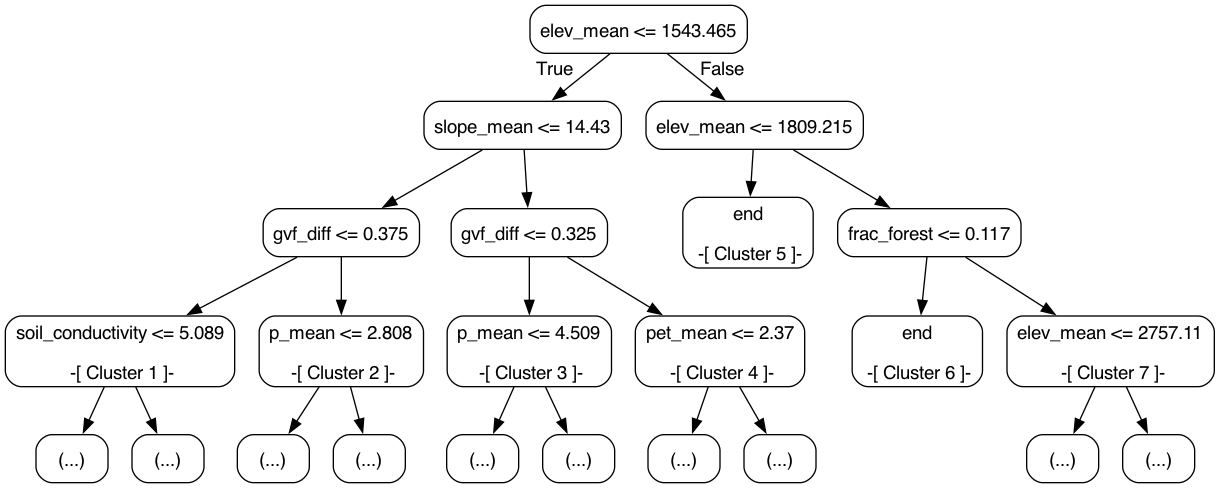 elev_mean <= 1543.465
True
False
slope_mean <= 14.43
elev_mean <= 1809.215
gvf_diff <= 0.375
gvf_diff <= 0.325
end
-[ Cluster 5 ]-
frac_forest <= 0.117
soil_conductivity <= 5.089
-[ Cluster 1 ]-
p_mean <= 2.808
-[ Cluster 2 ]-
p_mean <= 4.509
-[ Cluster 3 ]-
pet_mean <= 2.37
-[ Cluster 4 ]-
end
-[ Cluster 6 ]-
elev_mean <= 2757.11
-[ Cluster 7 ]-
(...)
(...)
(...)
(...)
(...)
(...)
(...)
(...)
(...)
(...)